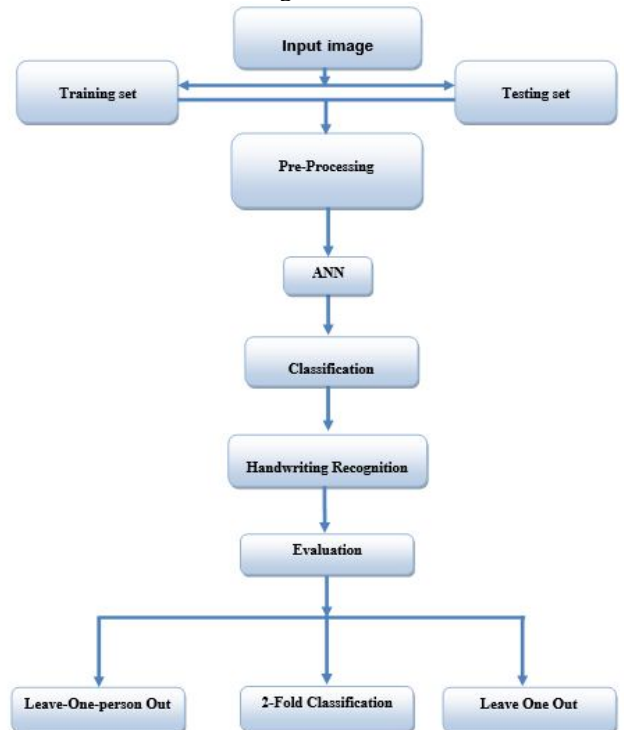 Input image
Training set
Testing set
Pre-Processing
ANN
Classification
Handwriting Recognition
Evaluation
Leave-One-person Out
2-Fold Classification
Leave One Out